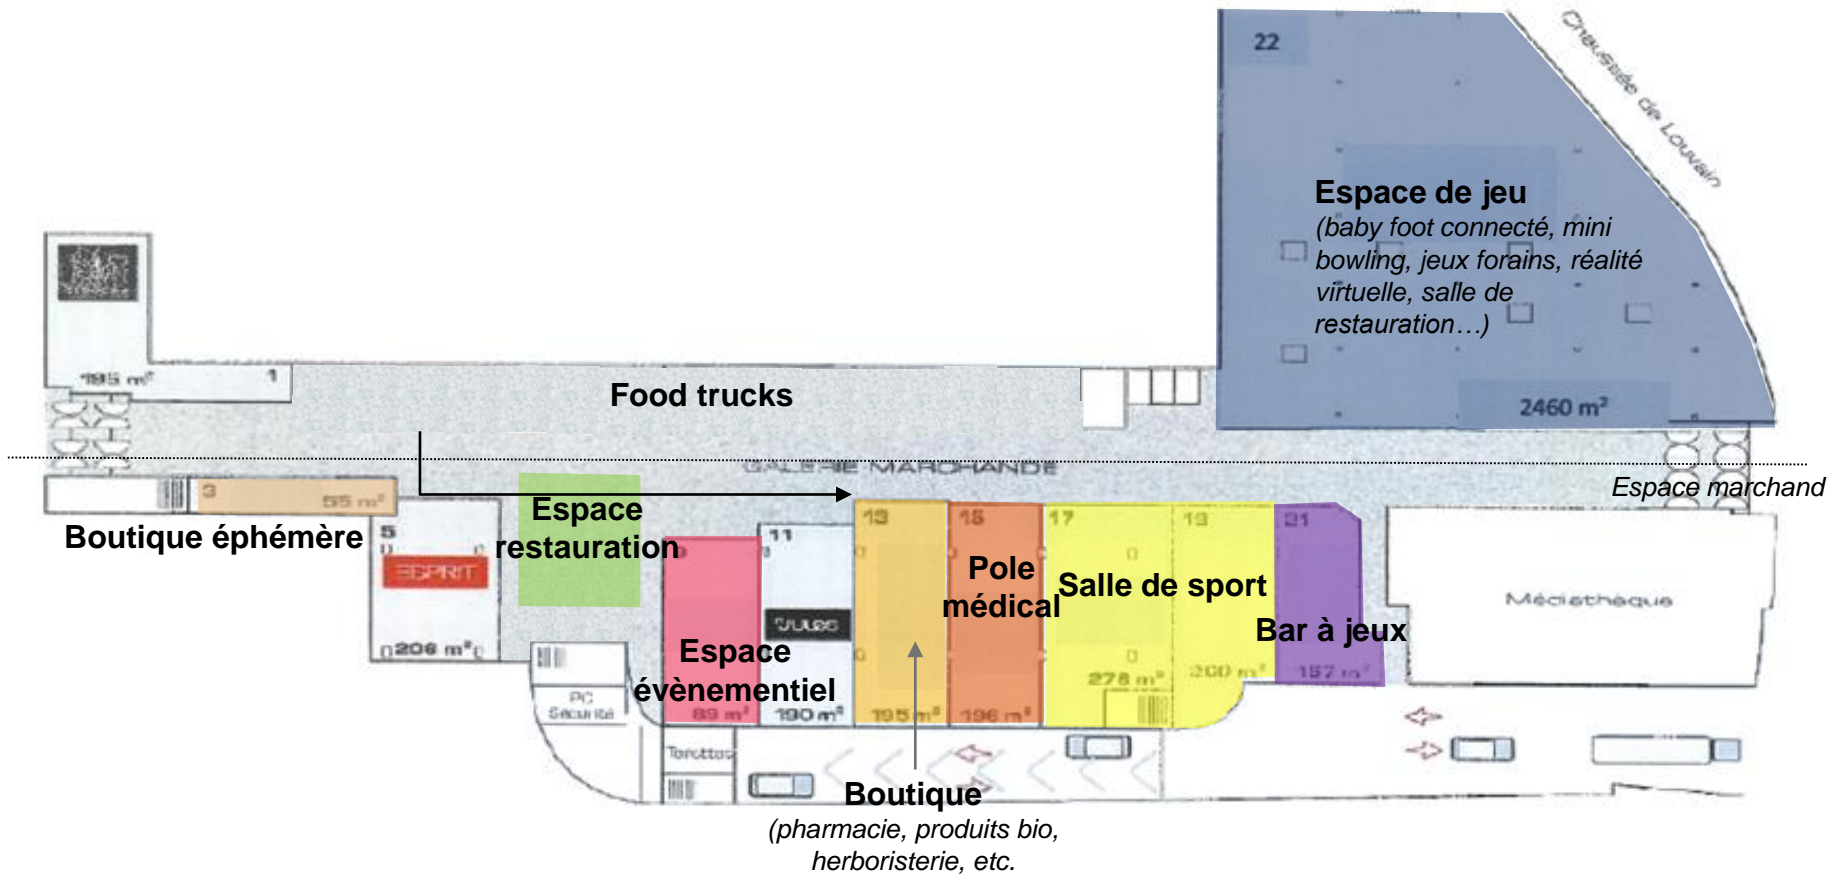 22
Chaussée de Louvain
Espace de jeu
(baby foot connecté, mini
bowling, jeux forains, réalité
virtuelle, salle de
restauration…)
2460 m²
195 m²
1
Food trucks
GALERIE MARCHANDE
Espace marchand
3
55 m²
Boutique éphémère
5
ESPRIT
206 m²
Espace
restauration
PC
Sécurité
Espace
évènementiel
89 m²
11
JULES
190 m²
13
195 m²
15
Pole
médical
196 m²
17
19
Salle de sport
278 m²
200 m²
21
Bar à jeux
157 m²
Médiathèque
Boutique
(pharmacie, produits bio,
herboristerie, etc.